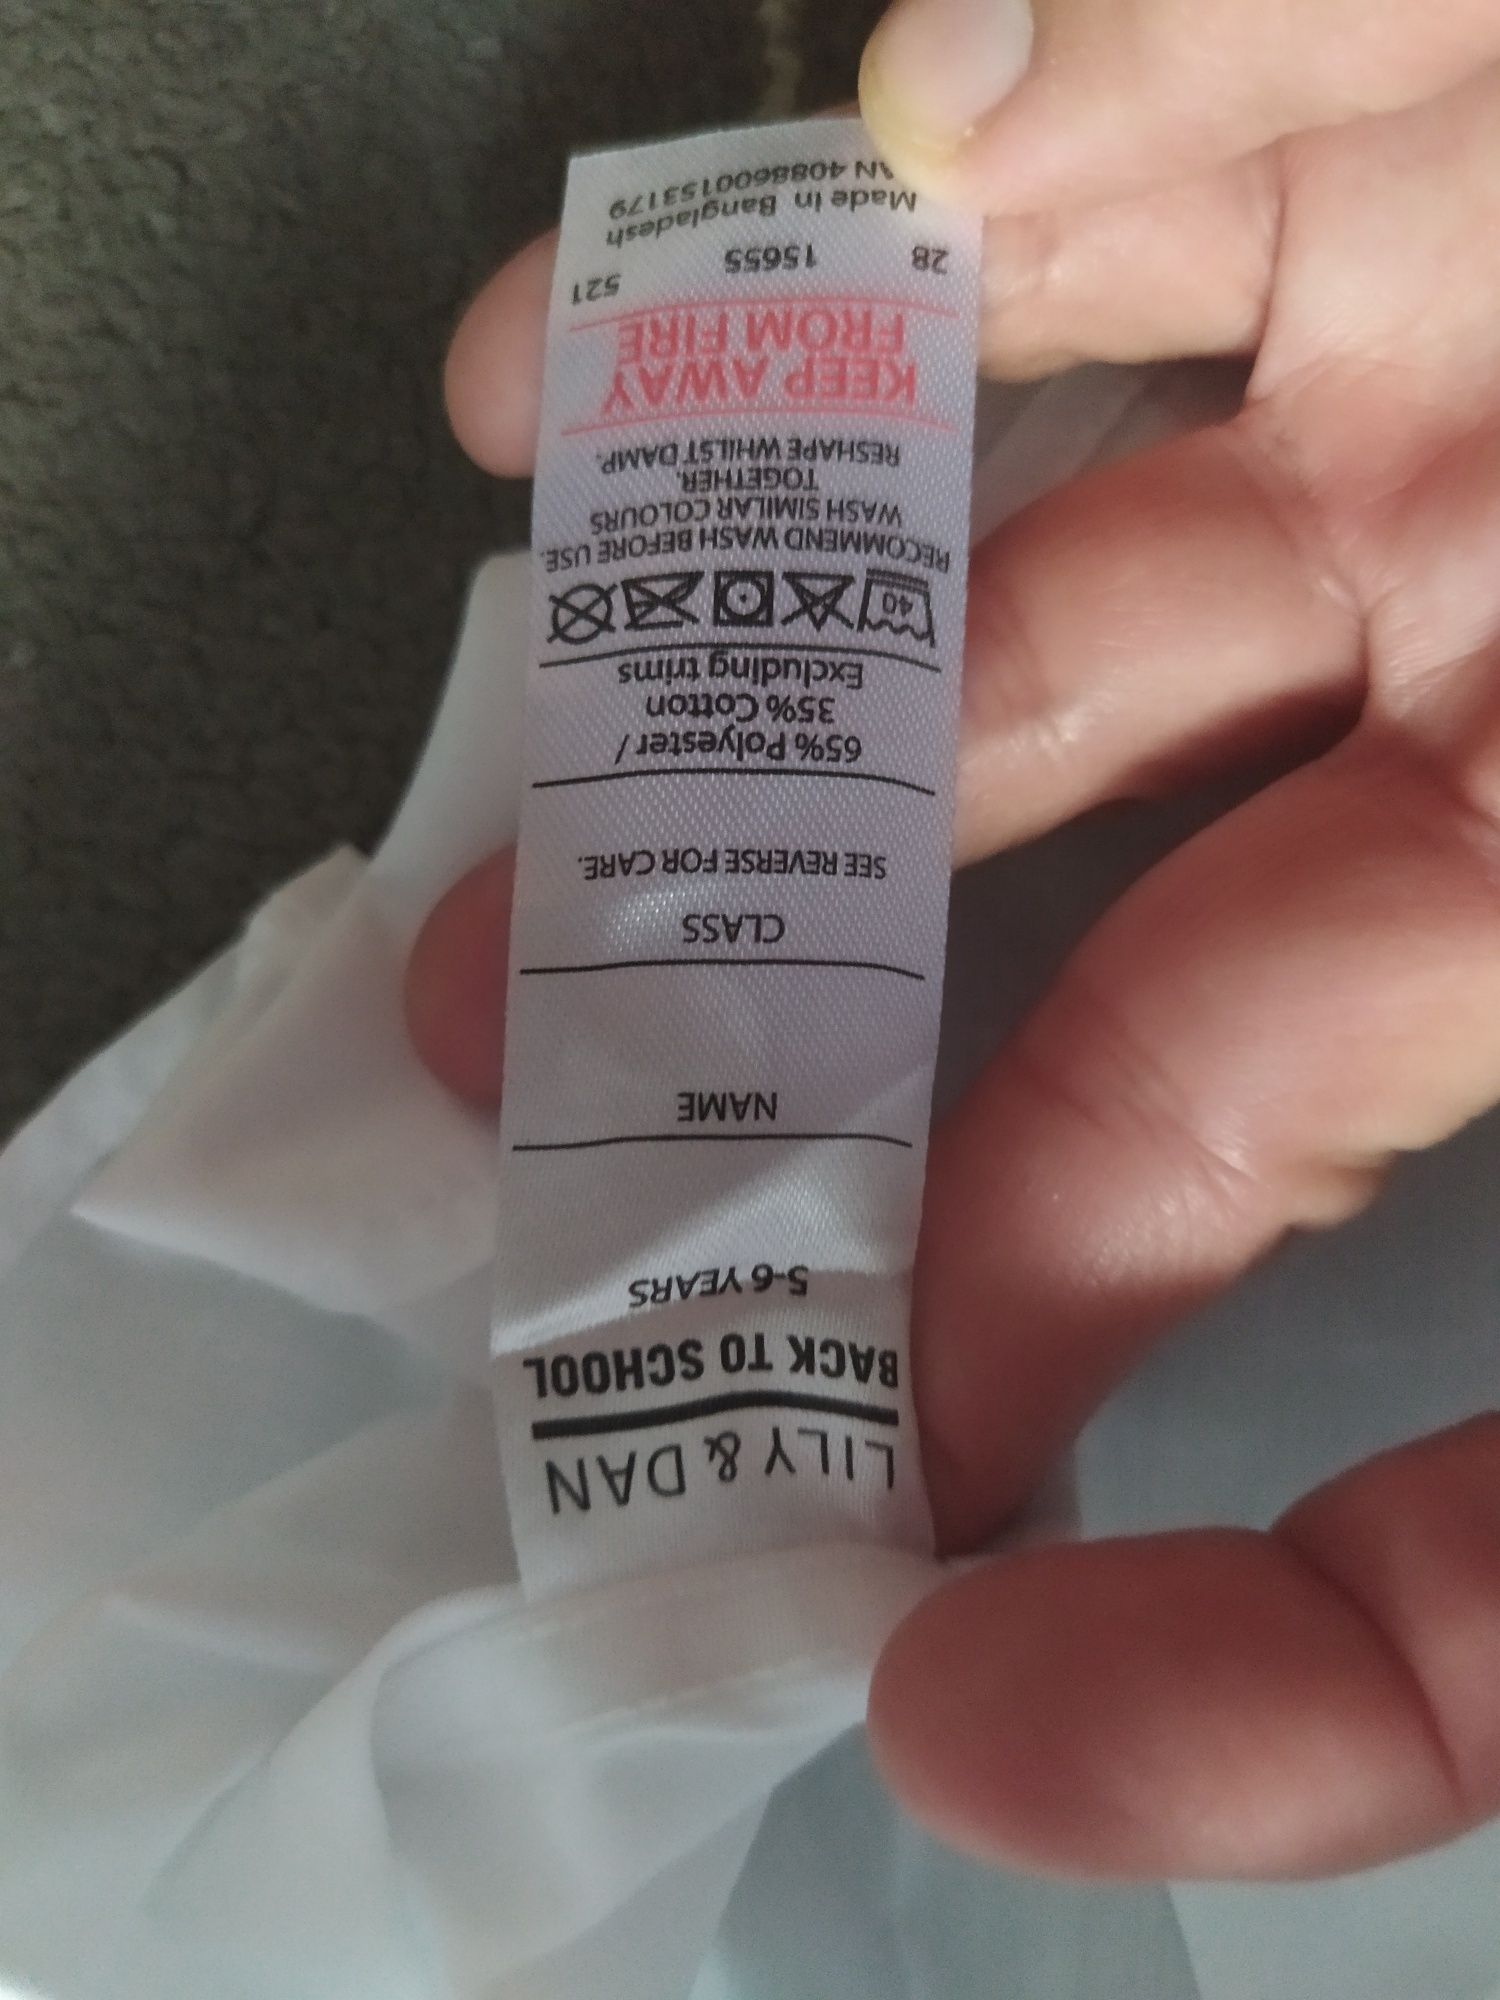 LILY & DAN
BACK TO SCHOOL
5-6 YEARS
NAME
CLASS
SEE REVERSE FOR CARE.
65% Polyester /
35% Cotton
Excluding trims
40
RECOMMEND WASH BEFORE USE.
WASH SIMILAR COLOURS
TOGETHER.
RESHAPE WHILST DAMP.
KEEP AWAY
FROM FIRE
28 15655 521
Made in Bangladesh
AN 4088600153179